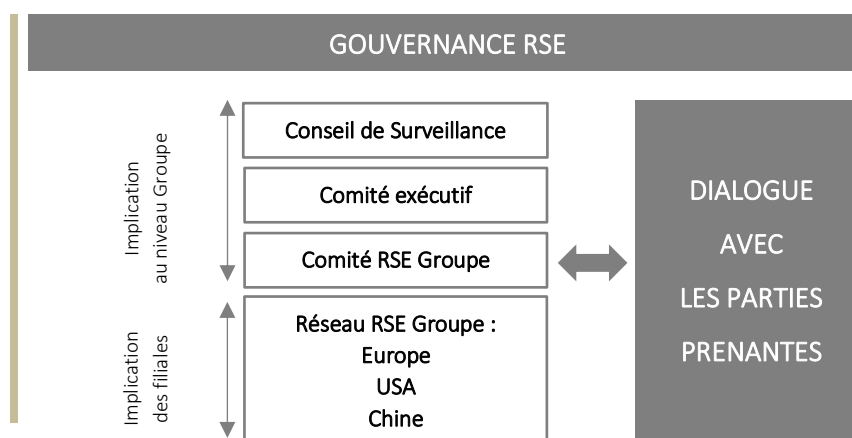 GOUVERNANCE RSE
Implication
au niveau Groupe
Conseil de Surveillance
Comité exécutif
Comité RSE Groupe
Implication
des filiales
Réseau RSE Groupe :
Europe
USA
Chine
DIALOGUE
AVEC
LES PARTIES
PRENANTES